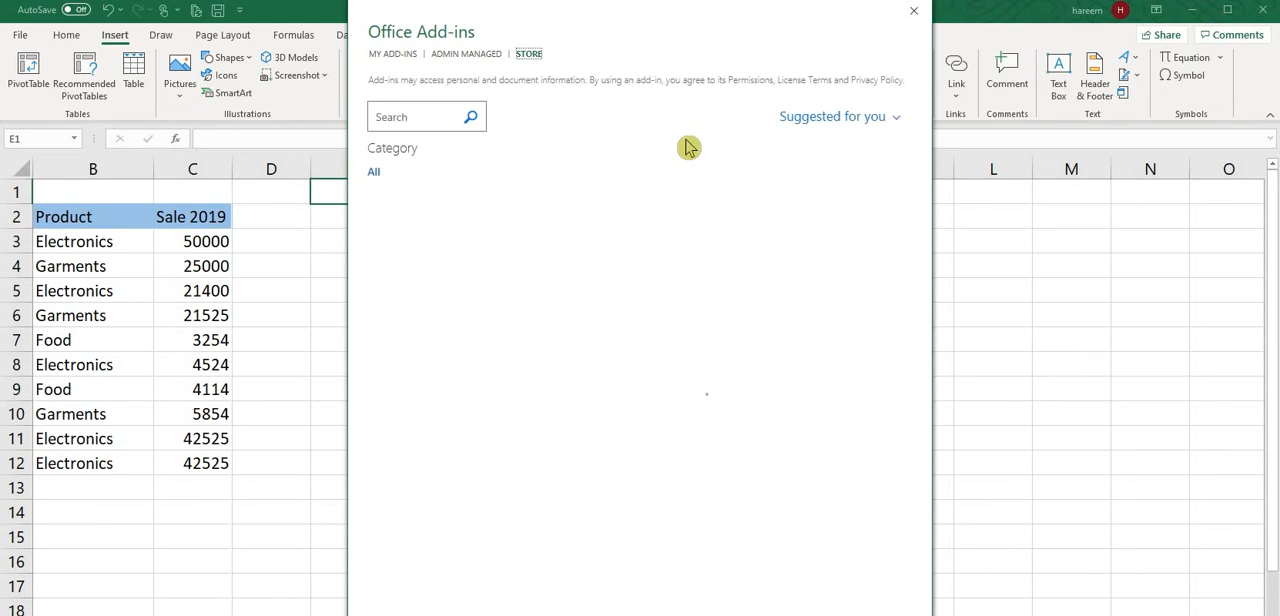 AutoSave Off
hareem H
File Home Insert Draw Page Layout Formulas Da
Share Comments
PivotTable Recommended PivotTables Table Pictures Shapes Icons SmartArt 3D Models Screenshot
Link Comment Text Box Header & Footer Equation Symbol
Tables Illustrations Links Comments Text Symbols
E1 fx
Office Add-ins
MY ADD-INS | ADMIN MANAGED | STORE
Add-ins may access personal and document information. By using an add-in, you agree to its Permissions, License Terms and Privacy Policy.
Search
Suggested for you
Category
All
B C D L M N O
1
2 Product Sale 2019
3 Electronics 50000
4 Garments 25000
5 Electronics 21400
6 Garments 21525
7 Food 3254
8 Electronics 4524
9 Food 4114
10 Garments 5854
11 Electronics 42525
12 Electronics 42525
13
14
15
16
17
18